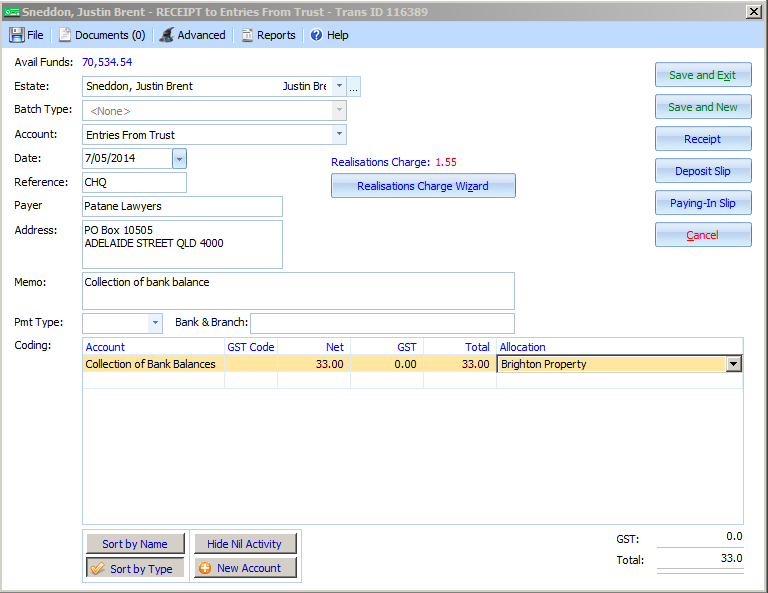 Sneddon, Justin Brent - RECEIPT to Entries From Trust - Trans ID 116389
File Documents (0) Advanced Reports Help
Avail Funds: 70,534.54
Estate: Sneddon, Justin Brent Justin Bre ...
Batch Type: <None>
Account: Entries From Trust
Date: 7/05/2014
Reference: CHQ
Payer Patane Lawyers
Address: PO Box 10505
ADELAIDE STREET QLD 4000
Realisations Charge: 1.55
Realisations Charge Wizard
Save and Exit
Save and New
Receipt
Deposit Slip
Paying-In Slip
Cancel
Memo: Collection of bank balance
Pmt Type: Bank & Branch:
Coding:
Account GST Code Net GST Total Allocation
Collection of Bank Balances 33.00 0.00 33.00 Brighton Property
Sort by Name Hide Nil Activity
Sort by Type New Account
GST: 0.0
Total: 33.0